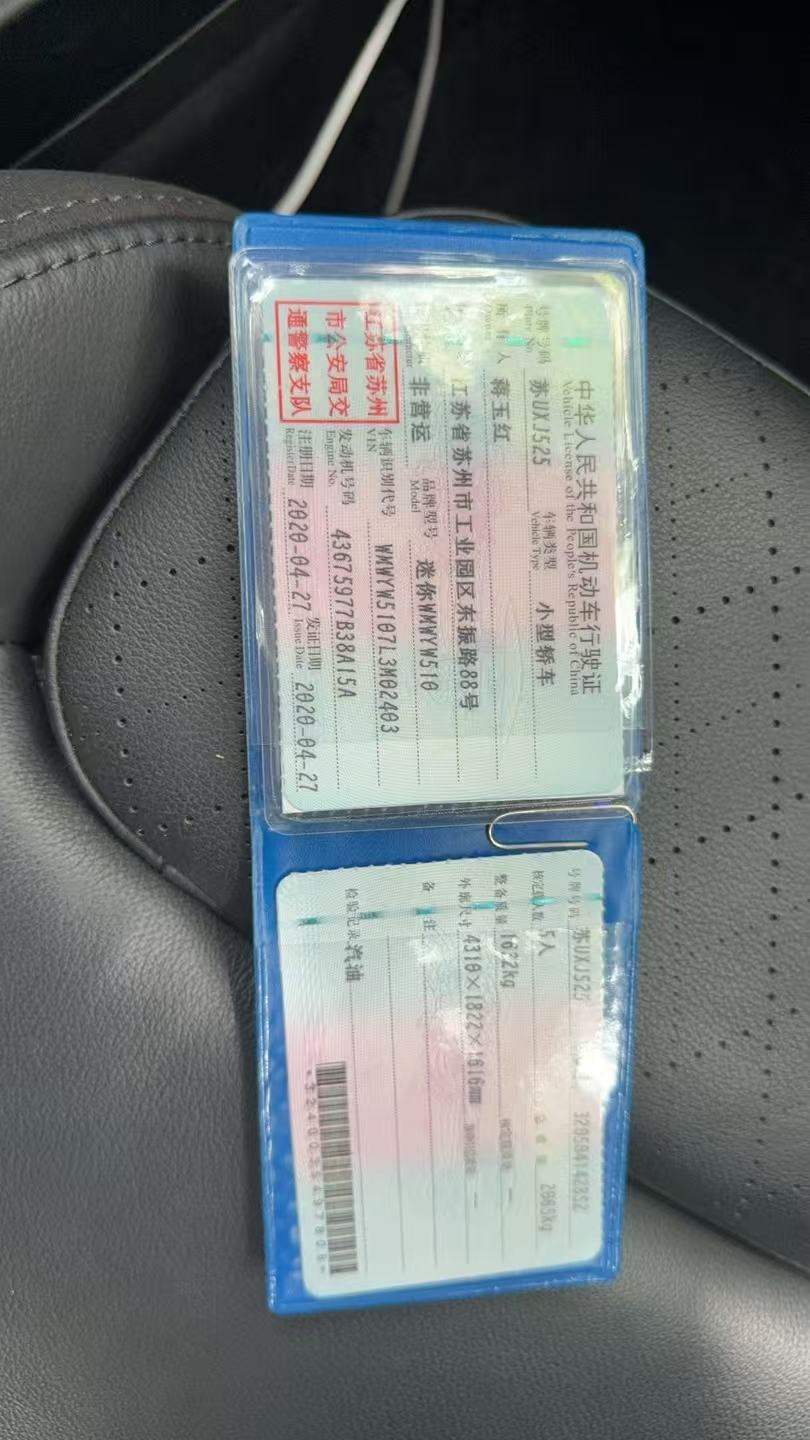 中华人民共和国机动车行驶证
Vehicle License of the People's Republic of China
号牌号码 苏UXJ525 车辆类型 小型轿车
Plate No. Vehicle Type
所有人 蒋玉红
Owner
江苏省苏州市工业园区东振路88号
非营运 品牌型号 迷你WMWYW510
Model
江苏省苏州
市公安局交
通警察支队
车辆识别代号 WMWYW5107L3M02403
VIN
发动机号码 43675977B38A15A
Engine No.
注册日期 2020-04-27 发证日期 2020-04-27
Register Date Issue Date
号牌号码 苏UXJ525 320584142352
核定载人数 5人 总质量 2065kg
整备质量 1622kg 核定载质量 --
外廓尺寸 4310×1822×1616mm --
备注
检验记录 汽油